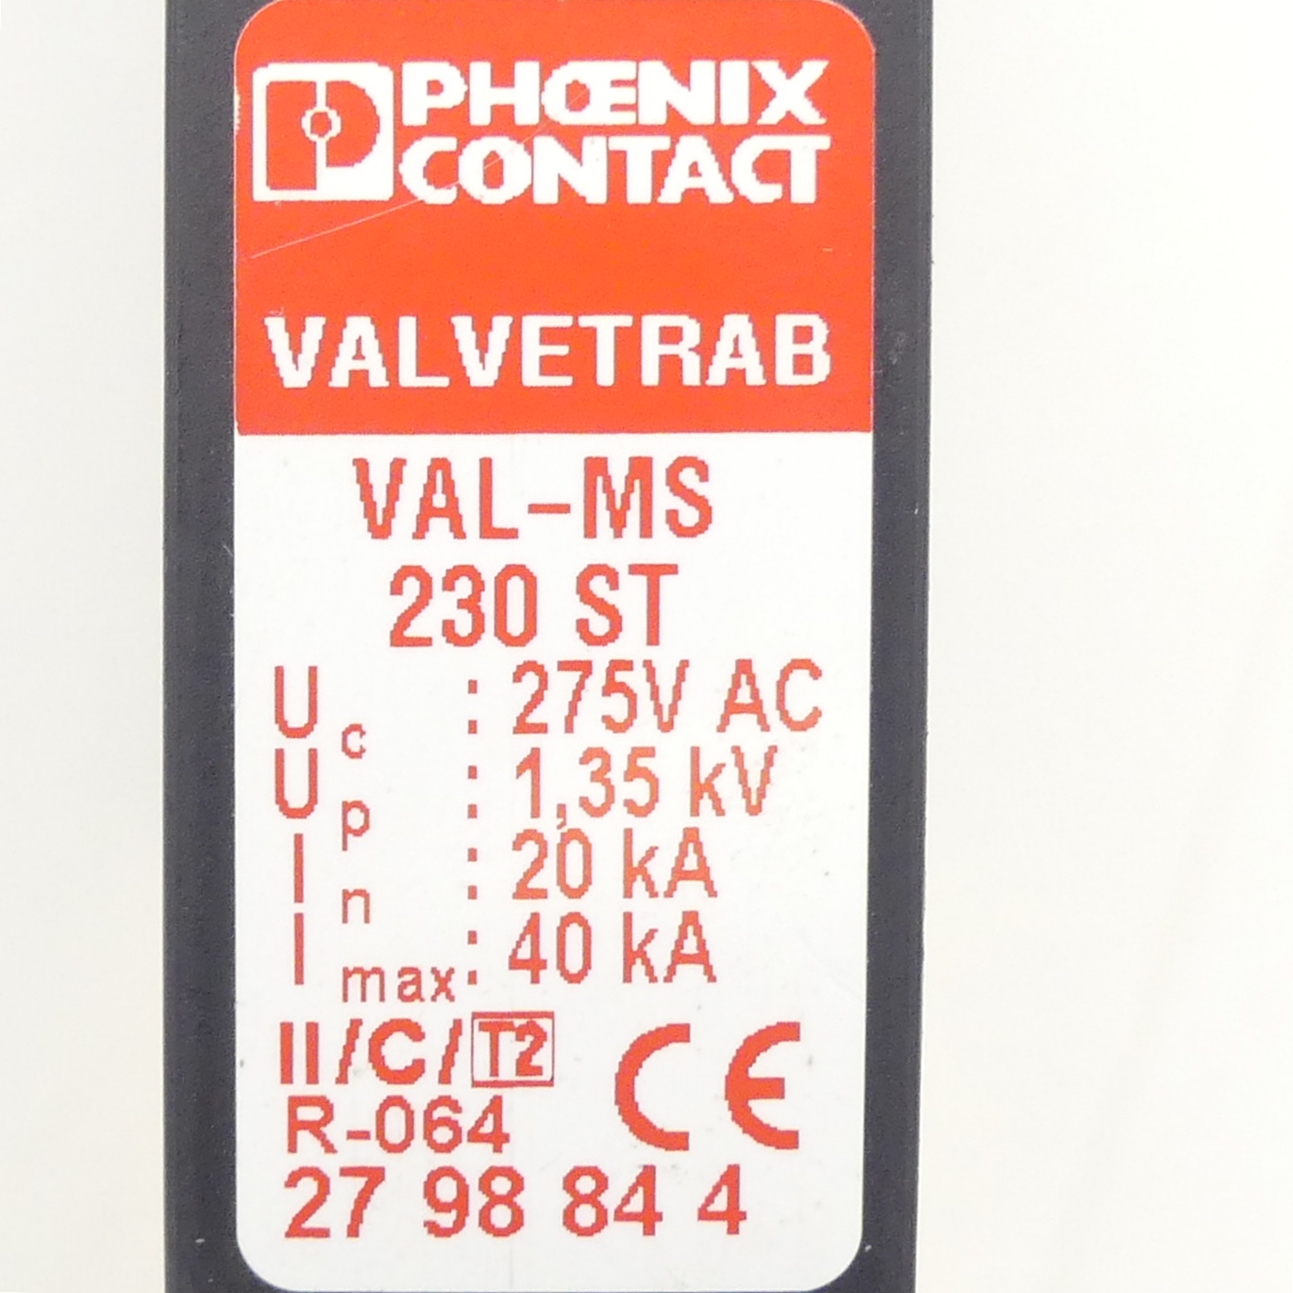 PHŒNIX
CONTACT
VALVETRAB
VAL-MS
230 ST
Uc : 275V AC
Up : 1,35 kV
In : 20 kA
Imax : 40 kA
II/C/T2 CE
R-064
27 98 84 4